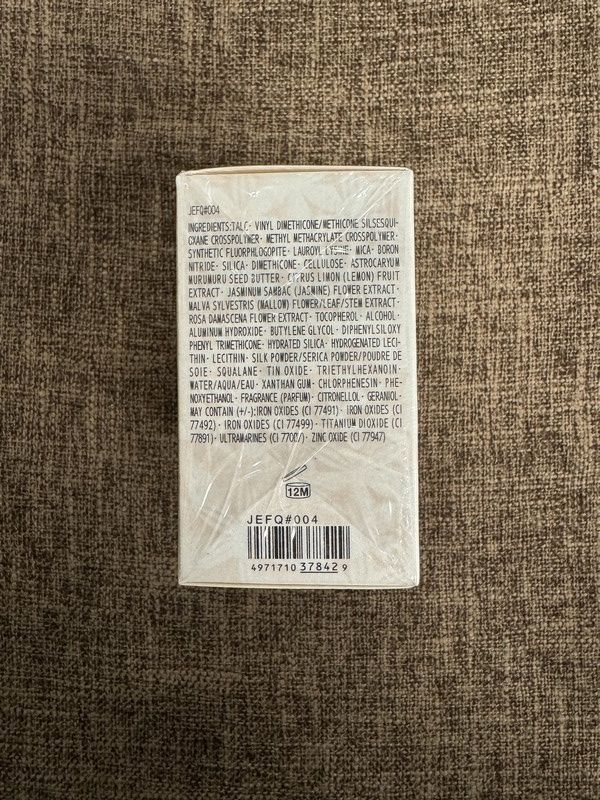 JEFQ#004
INGREDIENTS:TALC· VINYL DIMETHICONE/METHICONE SILSESQUI-
OXANE CROSSPOLYMER· METHYL METHACRYLATE CROSSPOLYMER·
SYNTHETIC FLUORPHLOGOPITE· LAUROYL LYSINE· MICA· BORON
NITRIDE· SILICA· DIMETHICONE· CELLULOSE· ASTROCARYUM
MURUMURU SEED BUTTER· CITRUS LIMON (LEMON) FRUIT
EXTRACT· JASMINUM SAMBAC (JASMINE) FLOWER EXTRACT·
MALVA SYLVESTRIS (MALLOW) FLOWER/LEAF/STEM EXTRACT·
ROSA DAMASCENA FLOWER EXTRACT· TOCOPHEROL· ALCOHOL·
ALUMINUM HYDROXIDE· BUTYLENE GLYCOL· DIPHENYLSILOXY
PHENYL TRIMETHICONE· HYDRATED SILICA· HYDROGENATED LECI-
THIN· LECITHIN· SILK POWDER/SERICA POWDER/POUDRE DE
SOIE· SQUALANE· TIN OXIDE· TRIETHYLHEXANOIN·
WATER/AQUA/EAU· XANTHAN GUM· CHLORPHENESIN· PHE-
NOXYETHANOL· FRAGRANCE (PARFUM)· CITRONELLOL· GERANIOL·
MAY CONTAIN (+/-):IRON OXIDES (CI 77491)· IRON OXIDES (CI
77492)· IRON OXIDES (CI 77499)· TITANIUM DIOXIDE (CI
77891)· ULTRAMARINES (CI 77007)· ZINC OXIDE (CI 77947)
12M
JEFQ#004
4971710378429